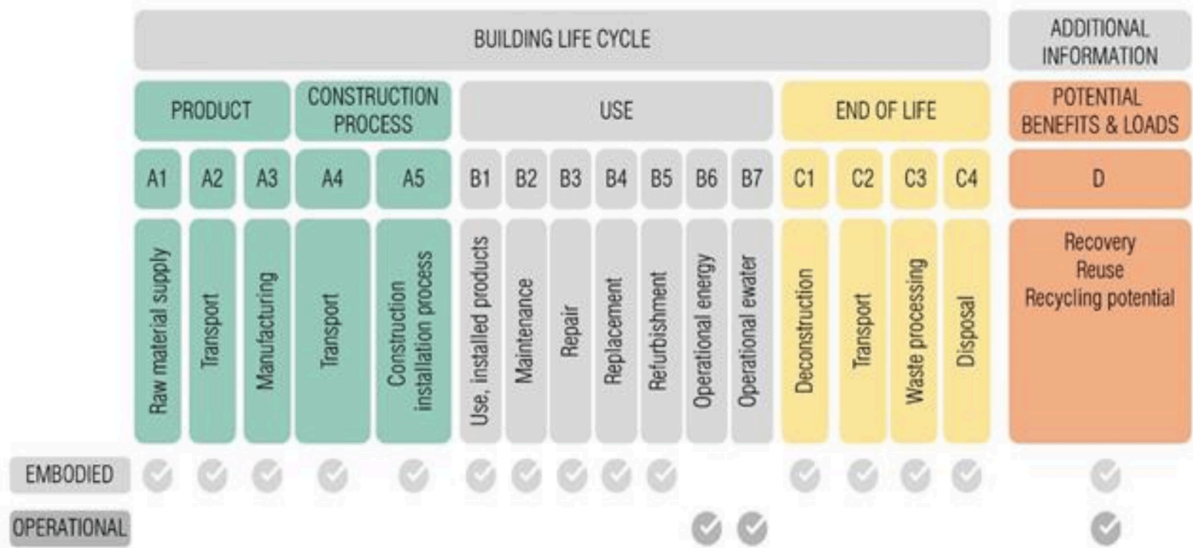 BUILDING LIFE CYCLE
ADDITIONAL
INFORMATION
PRODUCT
CONSTRUCTION
PROCESS
USE
END OF LIFE
POTENTIAL
BENEFITS & LOADS
A1
A2
A3
A4
A5
B1
B2
B3
B4
B5
B6
B7
C1
C2
C3
C4
D
Raw material supply
Transport
Manufacturing
Transport
Construction
installation process
Use, installed products
Maintenance
Repair
Replacement
Refurbishment
Operational energy
Operational ewater
Deconstruction
Transport
Waste processing
Disposal
Recovery
Reuse
Recycling potential
EMBODIED
OPERATIONAL